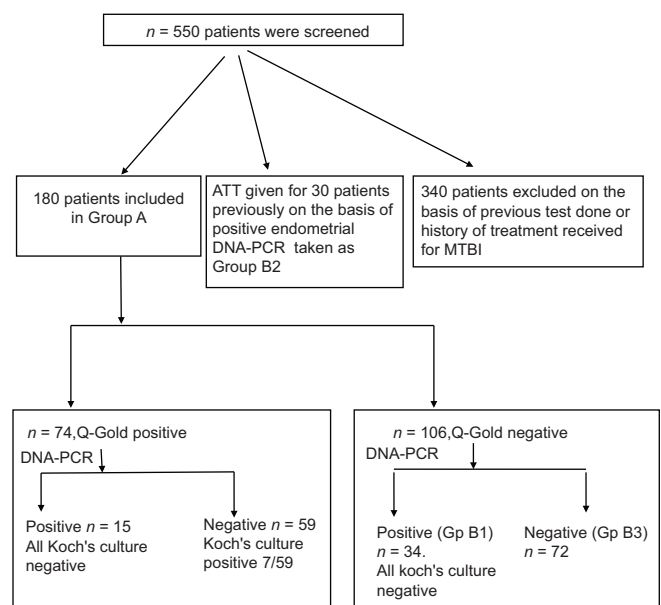 n = 550 patients were screened
180 patients included
in Group A
ATT given for 30 patients
previously on the basis of
positive endometrial
DNA-PCR taken as
Group B2
340 patients excluded on the
basis of previous test done or
history of treatment received
for MTBI
n = 74,Q-Gold positive
DNA-PCR
Positive n = 15
All Koch's culture
negative
Negative n = 59
Koch's culture
positive 7/59
n = 106,Q-Gold negative
DNA-PCR
Positive (Gp B1)
n = 34.
All koch's culture
negative
Negative (Gp B3)
n = 72